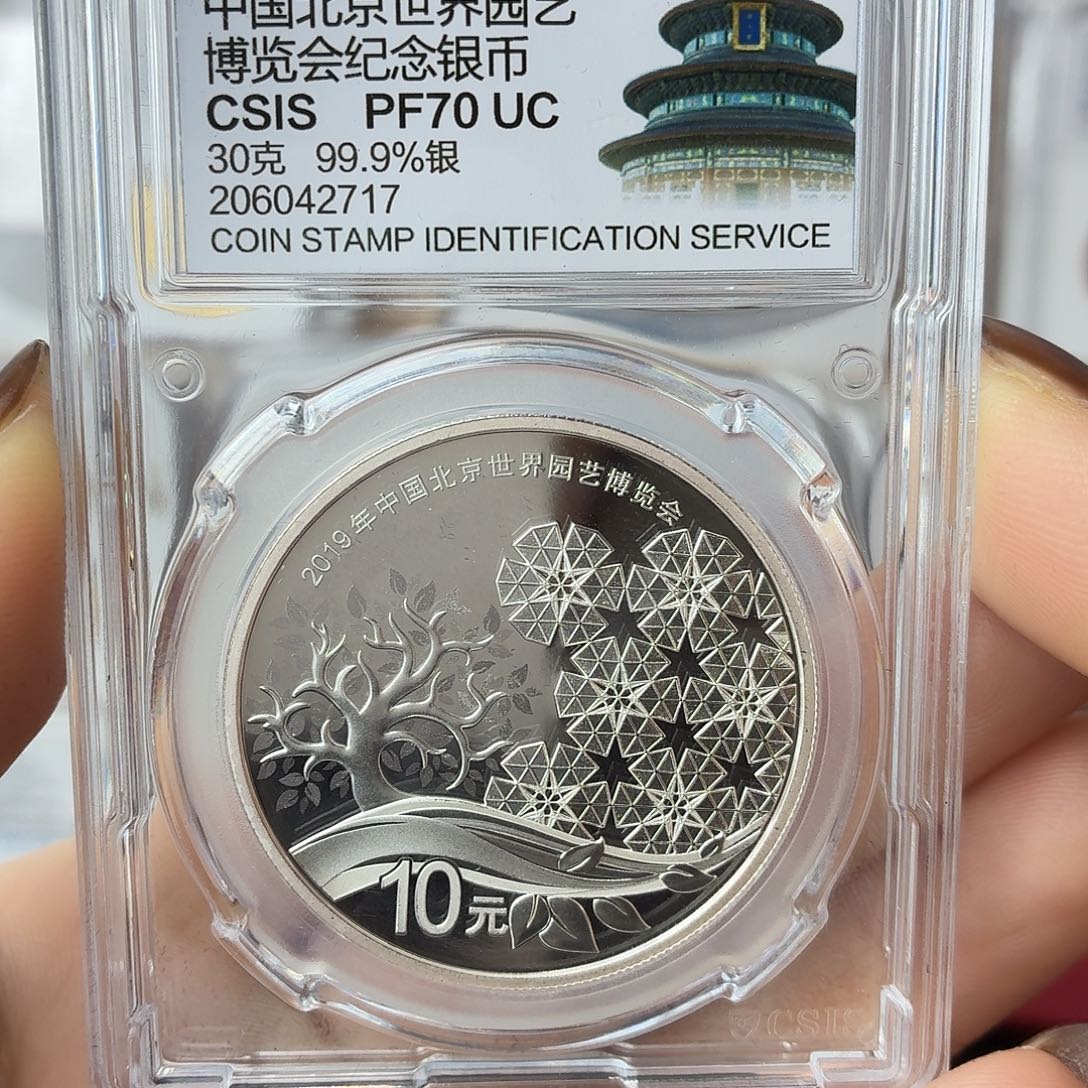 中国北京世界园艺
博览会纪念银币
CSIS PF70 UC
30克 99.9%银
206042717
COIN STAMP IDENTIFICATION SERVICE
2019年中国北京世界园艺博览会
10元
CSIS